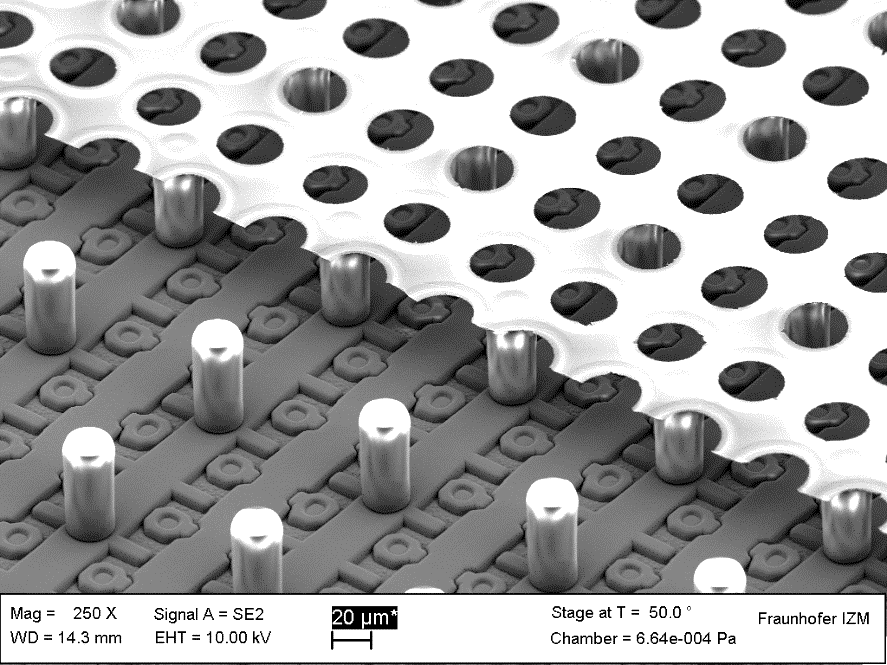 Mag = 250 X Signal A = SE2 20 µm* Stage at T = 50.0 ° Fraunhofer IZM
WD = 14.3 mm EHT = 10.00 kV Chamber = 6.64e-004 Pa